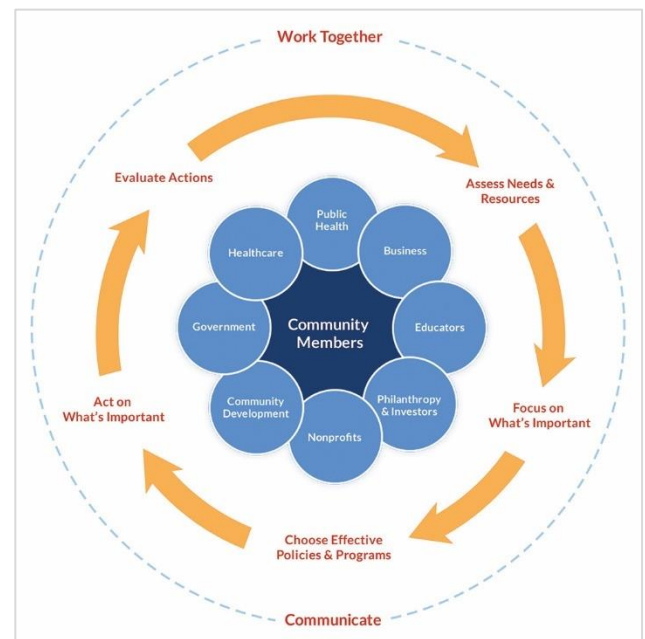 Work Together
Evaluate Actions
Assess Needs &
Resources
Public
Health
Healthcare
Business
Government
Community
Members
Educators
Community
Development
Philanthropy
& Investors
Nonprofits
Act on
What's Important
Focus on
What's Important
Choose Effective
Policies & Programs
Communicate